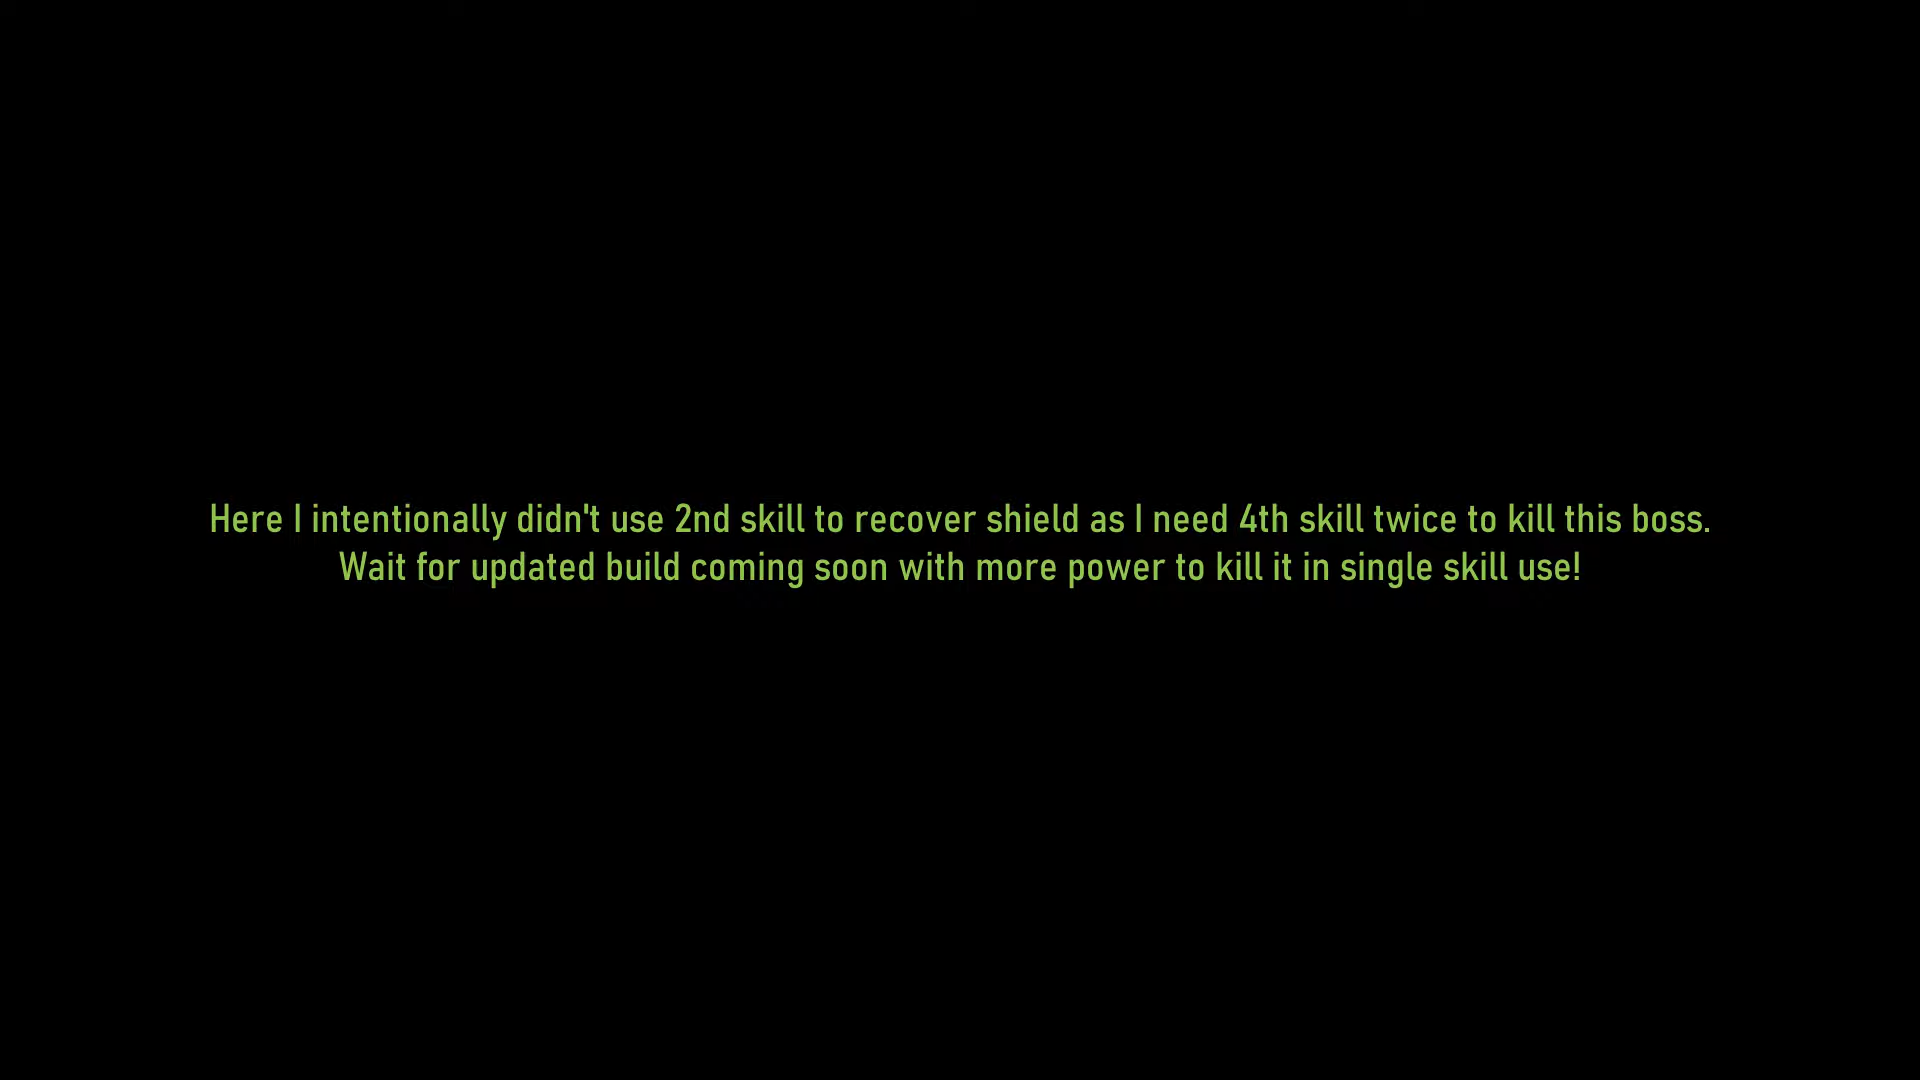 Here I intentionally didn't use 2nd skill to recover shield as I need 4th skill twice to kill this boss.
Wait for updated build coming soon with more power to kill it in single skill use!